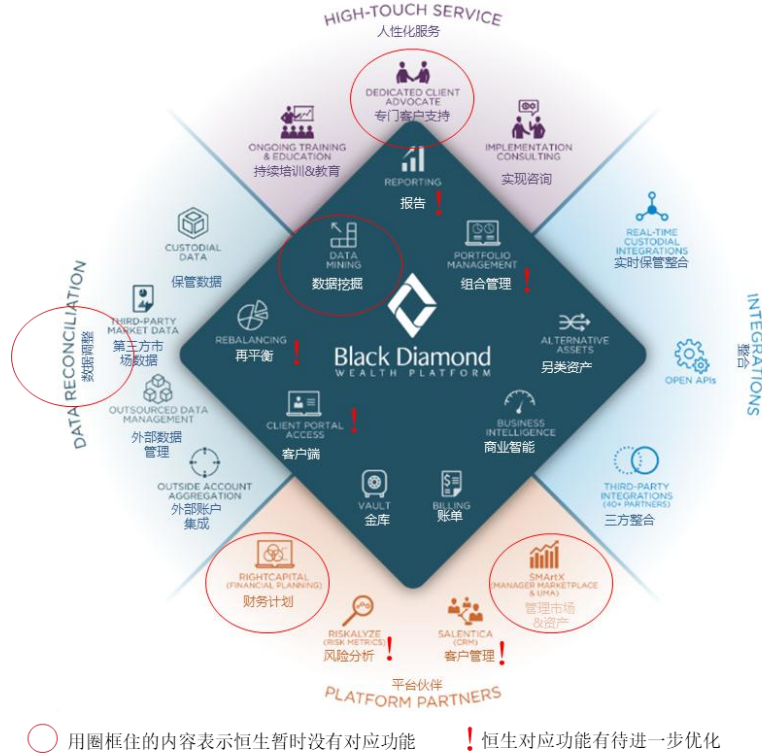 HIGH-TOUCH SERVICE
人性化服务
DEDICATED CLIENT
ADVOCATE
专门客户支持
ONGOING TRAINING
& EDUCATION
持续培训&教育
IMPLEMENTATION
CONSULTING
实现咨询
REPORTING
报告
!
DATA
MINING
数据挖掘
PORTFOLIO
MANAGEMENT
组合管理
!
REBALANCING
再平衡
!
Black Diamond
WEALTH PLATFORM
ALTERNATIVE
ASSETS
另类资产
CLIENT PORTAL
ACCESS
客户端
!
BUSINESS
INTELLIGENCE
商业智能
VAULT
金库
BILLING
账单
DATA RECONCILIATION
数据调整
CUSTODIAL
DATA
保管数据
THIRD-PARTY
MARKET DATA
第三方市
场数据
OUTSOURCED DATA
MANAGEMENT
外部数据
管理
OUTSIDE ACCOUNT
AGGREGATION
外部账户
集成
INTEGRATIONS
整合
REAL-TIME
CUSTODIAL
INTEGRATIONS
实时保管整合
OPEN APIs
THIRD-PARTY
INTEGRATIONS
(40+ PARTNERS)
三方整合
RIGHTCAPITAL
(FINANCIAL PLANNING)
财务计划
RISKALYZE
(RISK METRICS)
风险分析
!
SALENTICA
(CRM)
客户管理
!
SMArtX
(MANAGER MARKETPLACE
& UMA)
管理市场
&资产
平台伙伴
PLATFORM PARTNERS
用圈框住的内容表示恒生暂时没有对应功能
!恒生对应功能有待进一步优化